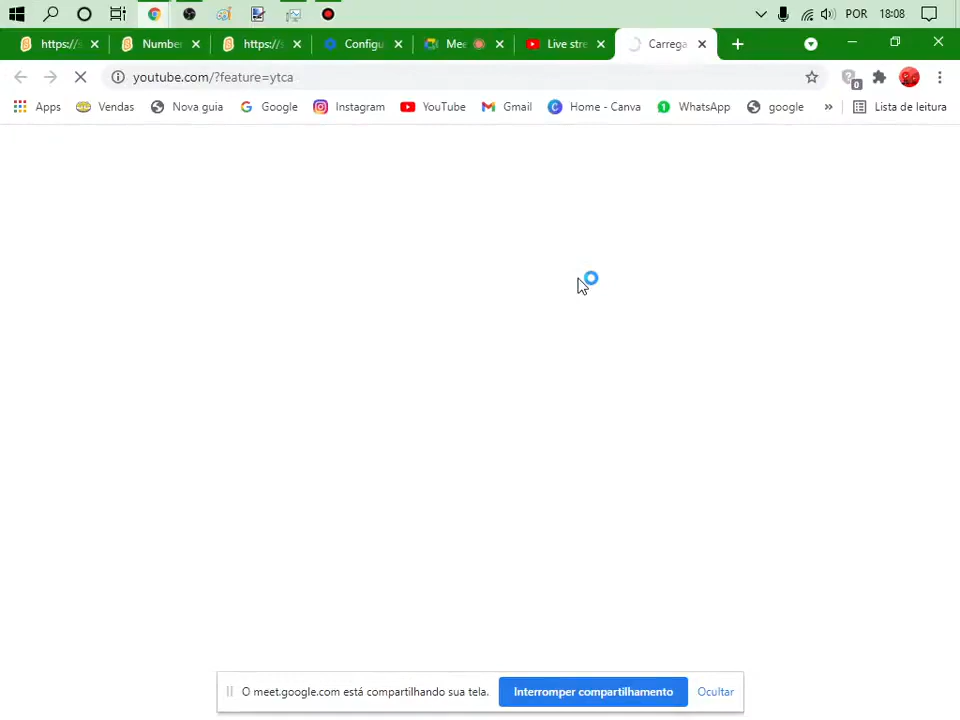 POR 18:08
https://s Number https://s Configu Mee Live stre Carrega
youtube.com/?feature=ytca
Apps Vendas Nova guia Google Instagram YouTube Gmail Home - Canva 1 WhatsApp google » Lista de leitura
0
O meet.google.com está compartilhando sua tela. Interromper compartilhamento Ocultar